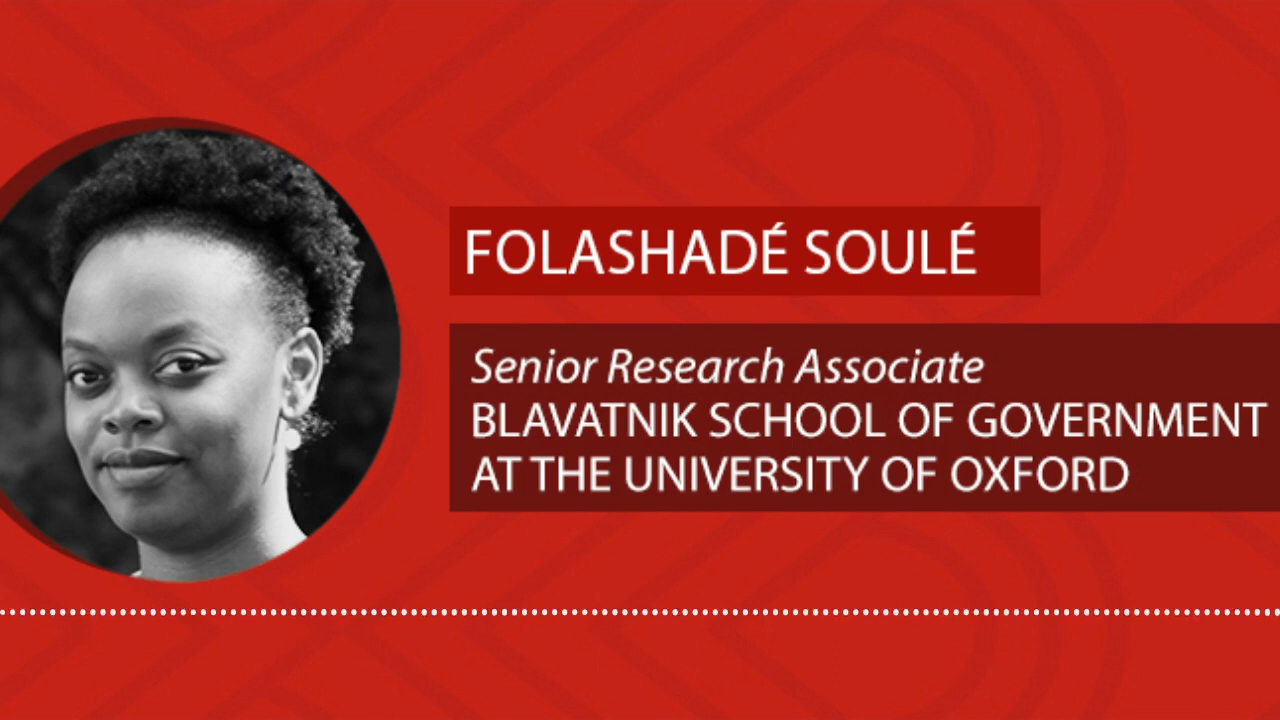 FOLASHADÉ SOULÉ
Senior Research Associate
BLAVATNIK SCHOOL OF GOVERNMENT
AT THE UNIVERSITY OF OXFORD